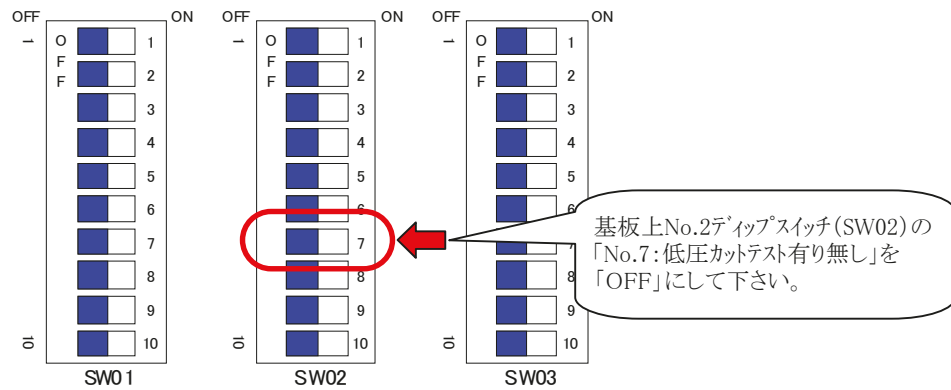 OFF ON OFF ON OFF ON
1 O 1 1 O 1 1 O 1
F 2 F 2 F 2
F F F
3 3 3
4 4 4
5 5 5
6 6 6
7 7 7
8 8 8
9 9 9
10 10 10 10 10 10
SW01 SW02 SW03
基板上No.2ディップスイッチ(SW02)の
「No.7:低圧カットテスト有り無し」を
「OFF」にして下さい。